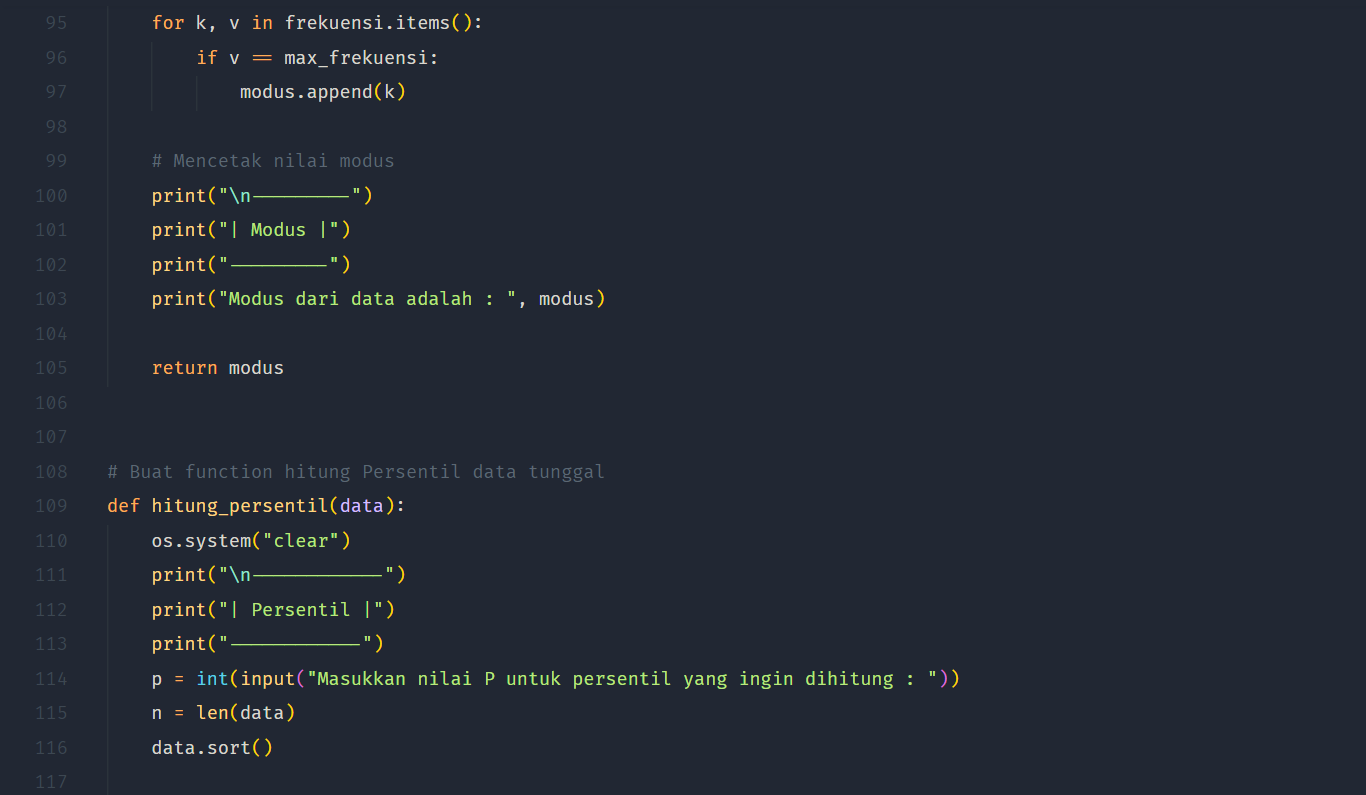 95 for k, v in frekuensi.items():
96 if v == max_frekuensi:
97 modus.append(k)
98
99 # Mencetak nilai modus
100 print("\n---------")
101 print("| Modus |")
102 print("---------")
103 print("Modus dari data adalah : ", modus)
104
105 return modus
106
107
108 # Buat function hitung Persentil data tunggal
109 def hitung_persentil(data):
110 os.system("clear")
111 print("\n------------")
112 print("| Persentil |")
113 print("------------")
114 p = int(input("Masukkan nilai P untuk persentil yang ingin dihitung : "))
115 n = len(data)
116 data.sort()
117